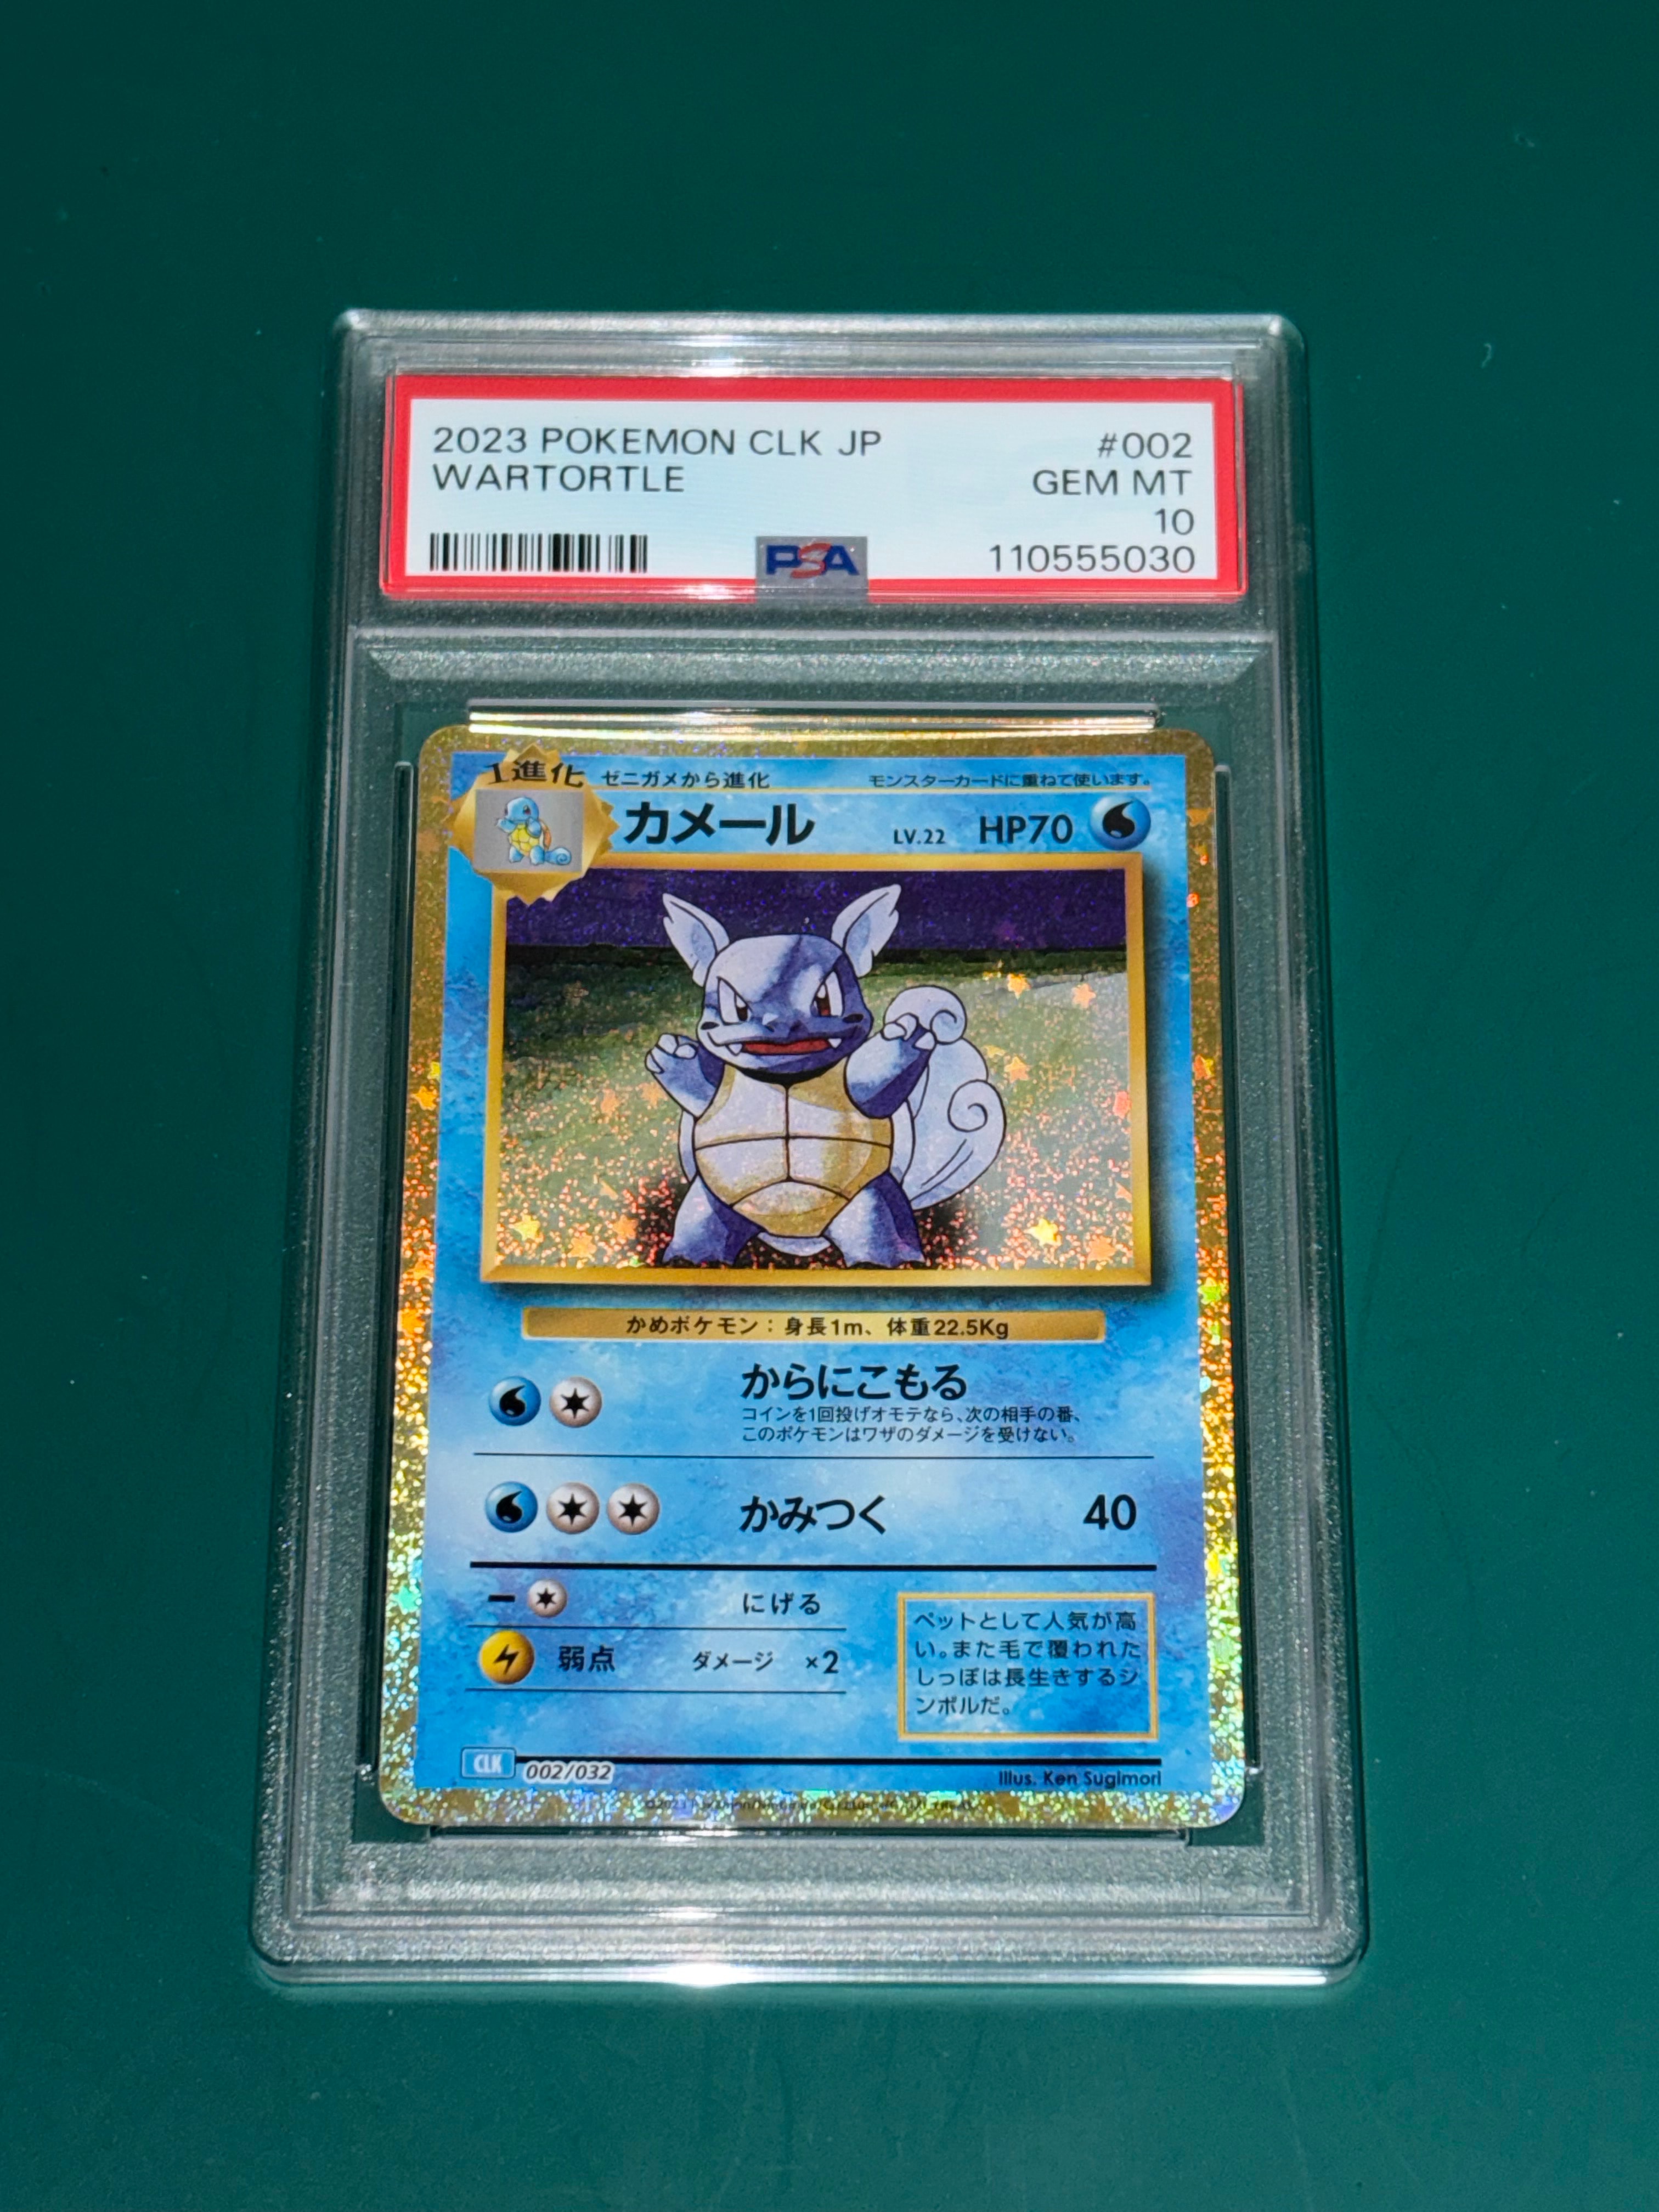 2023 POKEMON CLK JP #002
WARTORTLE GEM MT
10
PSA 110555030
1進化 ゼニガメから進化 モンスターカードに重ねて使います。
カメール LV.22 HP70
かめポケモン：身長1m、体重22.5Kg
からにこもる
コインを1回投げオモテなら、次の相手の番、
このポケモンはワザのダメージを受けない。
かみつく 40
− にげる
弱点 ダメージ ×2
ペットとして人気が高
い。また毛で覆われた
しっぽは長生きするシ
ンボルだ。
CLK 002/032 Illus. Ken Sugimori